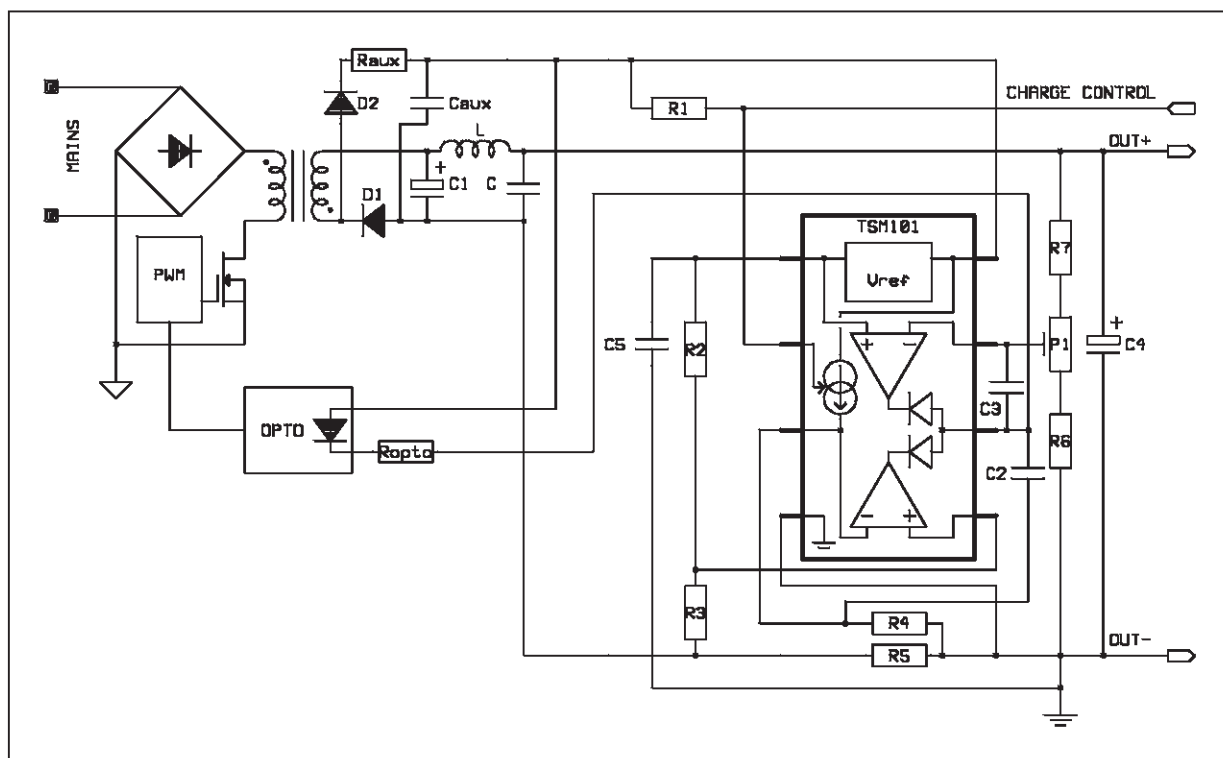 Raux
D2
Caux
L
R1
CHARGE CONTROL
OUT+
MAINS
+
C1
C
D1
TSM101
R7
PWM
Vref
C5
R2
+
-
P1
+
C4
C3
OPTO
Ropto
R6
C2
-
+
R3
R4
R5
OUT-